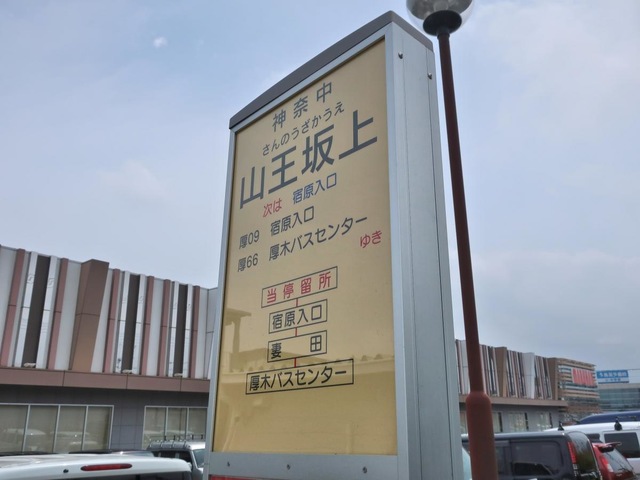 神奈中
さんのうざかうえ
山王坂上
次は 宿原入口
厚09 宿原入口
厚66 厚木バスセンター
ゆき
当停留所
宿原入口
妻田
厚木バスセンター